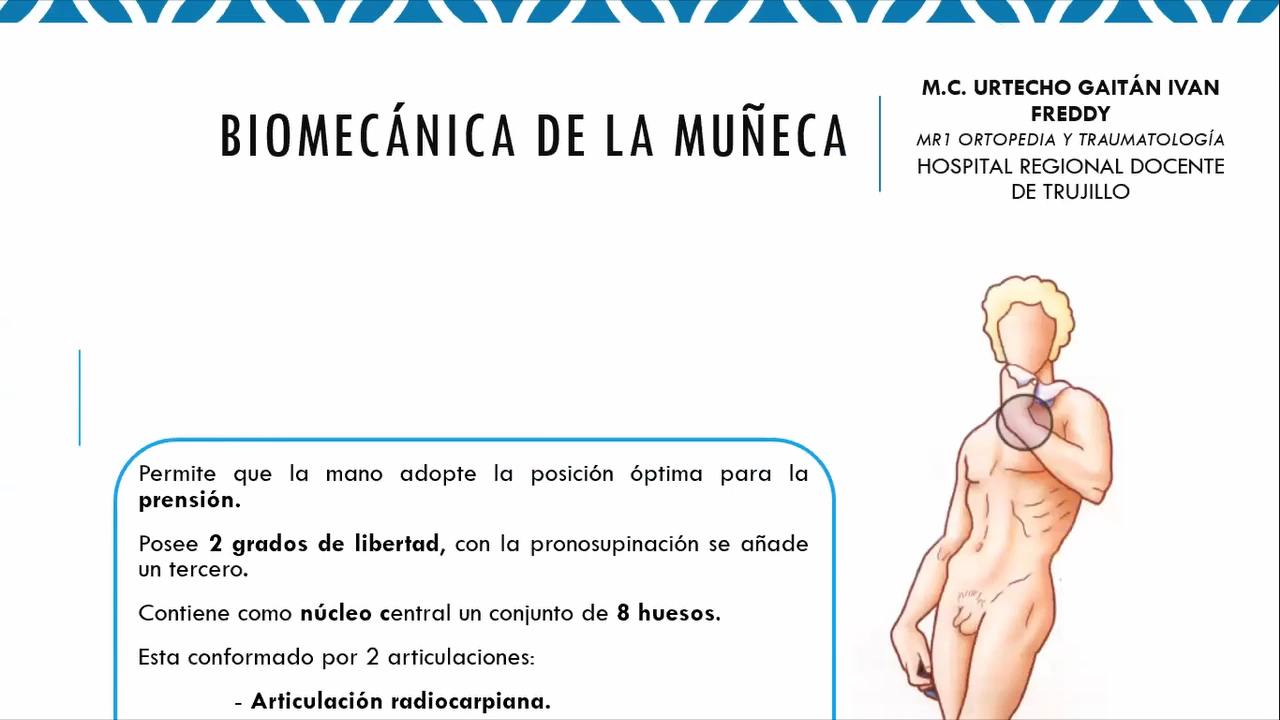 BIOMECÁNICA DE LA MUÑECA
M.C. URTECHO GAITÁN IVAN
FREDDY
MR1 ORTOPEDIA Y TRAUMATOLOGÍA
HOSPITAL REGIONAL DOCENTE
DE TRUJILLO
Permite que la mano adopte la posición óptima para la
prensión.
Posee 2 grados de libertad, con la pronosupinación se añade
un tercero.
Contiene como núcleo central un conjunto de 8 huesos.
Esta conformado por 2 articulaciones:
- Articulación radiocarpiana.